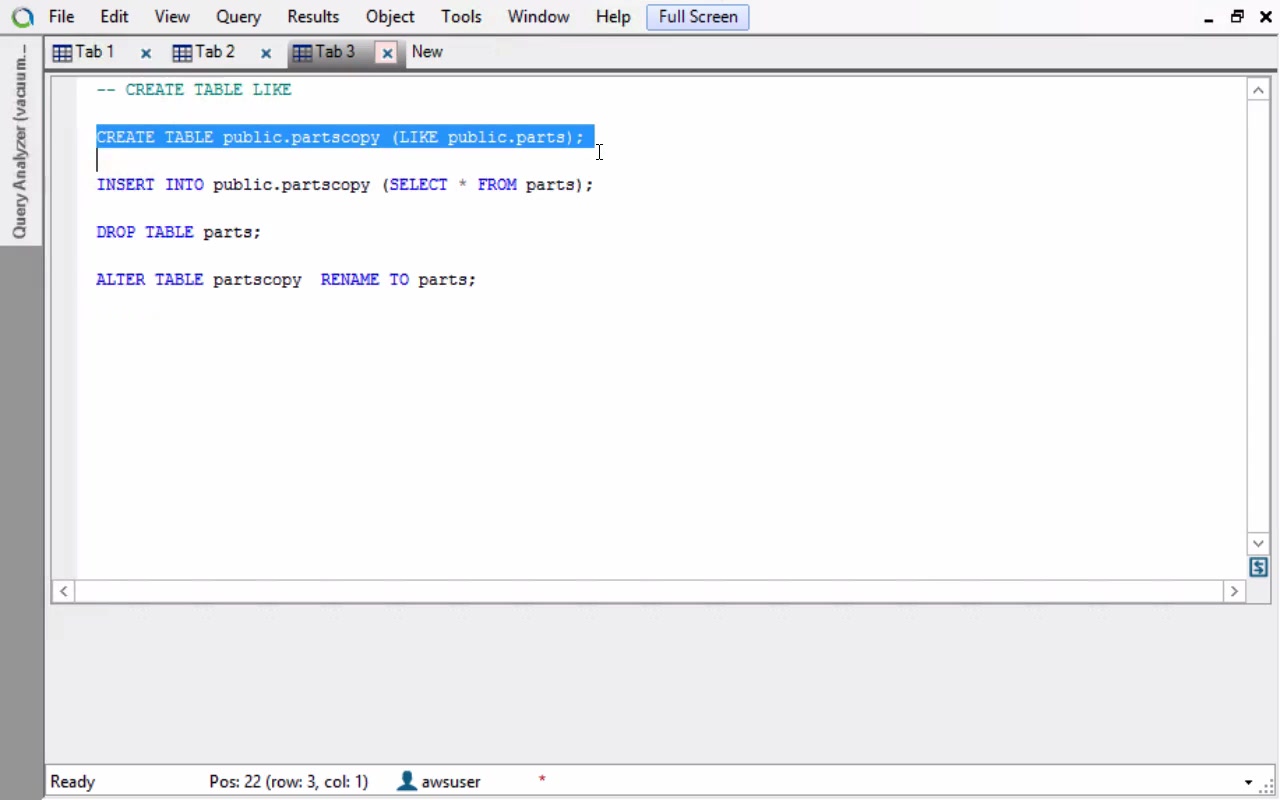 File Edit View Query Results Object Tools Window Help Full Screen
Tab 1 Tab 2 Tab 3 New
Query Analyzer (vacuum...
-- CREATE TABLE LIKE
CREATE TABLE public.partscopy (LIKE public.parts);
INSERT INTO public.partscopy (SELECT * FROM parts);
DROP TABLE parts;
ALTER TABLE partscopy  RENAME TO parts;
Ready Pos: 22 (row: 3, col: 1) awsuser *